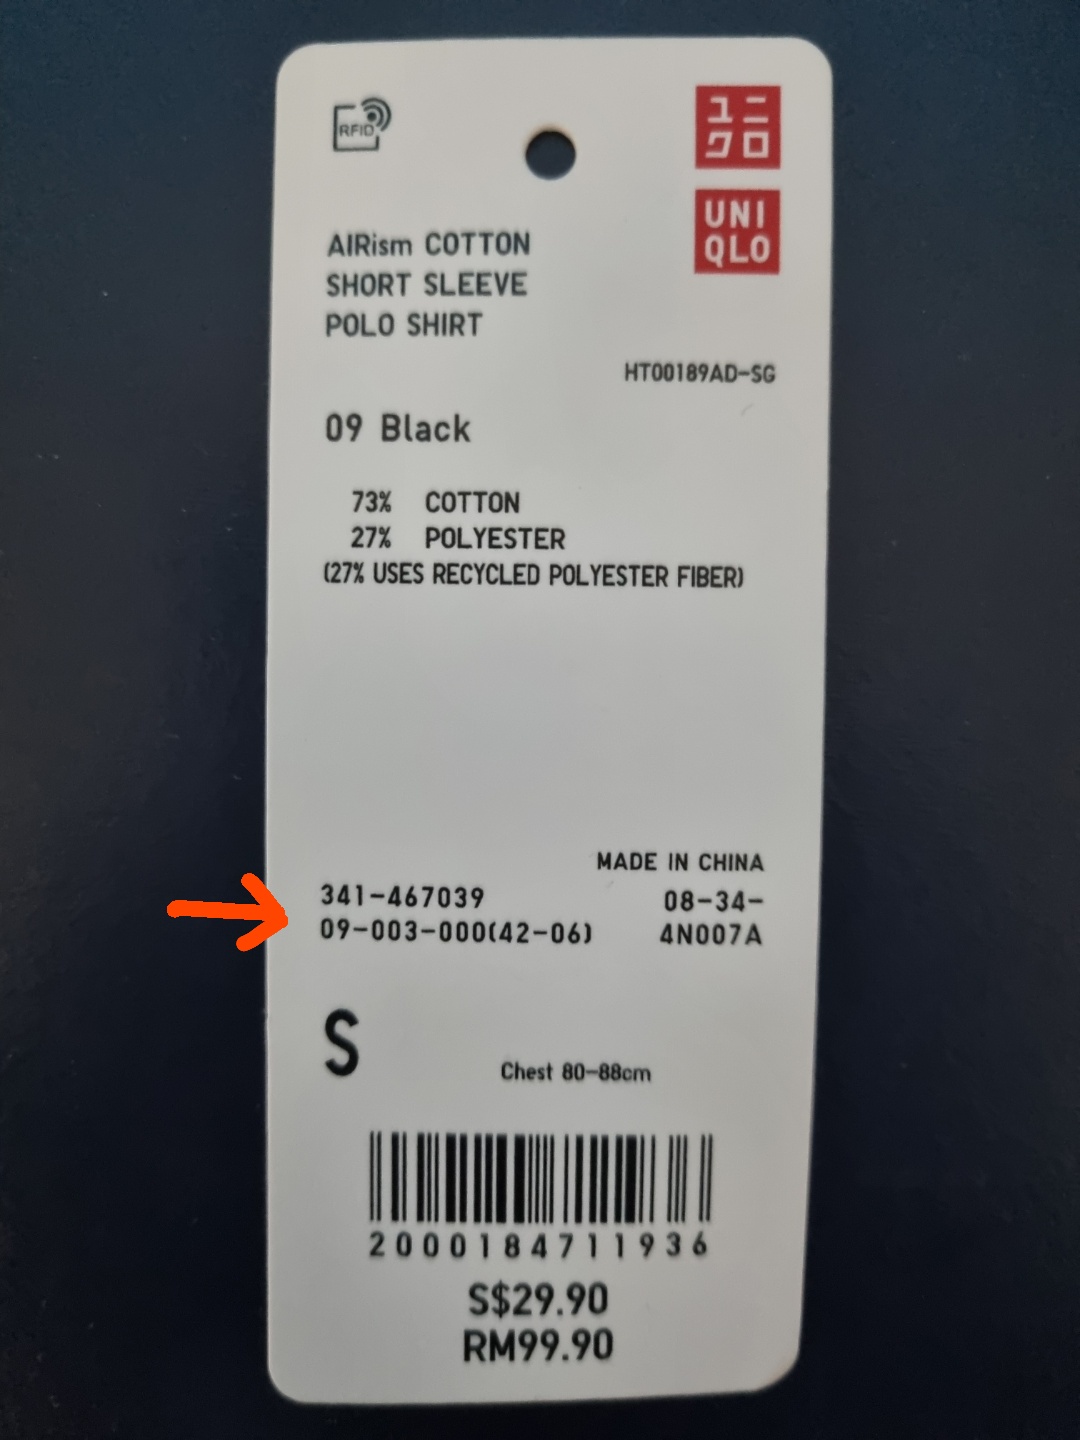 RFID
ユニ
クロ
UNI
QLO
AIRism COTTON
SHORT SLEEVE
POLO SHIRT
HT00189AD-SG
09 Black
73% COTTON
27% POLYESTER
(27% USES RECYCLED POLYESTER FIBER)
MADE IN CHINA
341-467039 08-34-
09-003-000(42-06) 4N007A
S
Chest 80-88cm
2000184711936
S$29.90
RM99.90